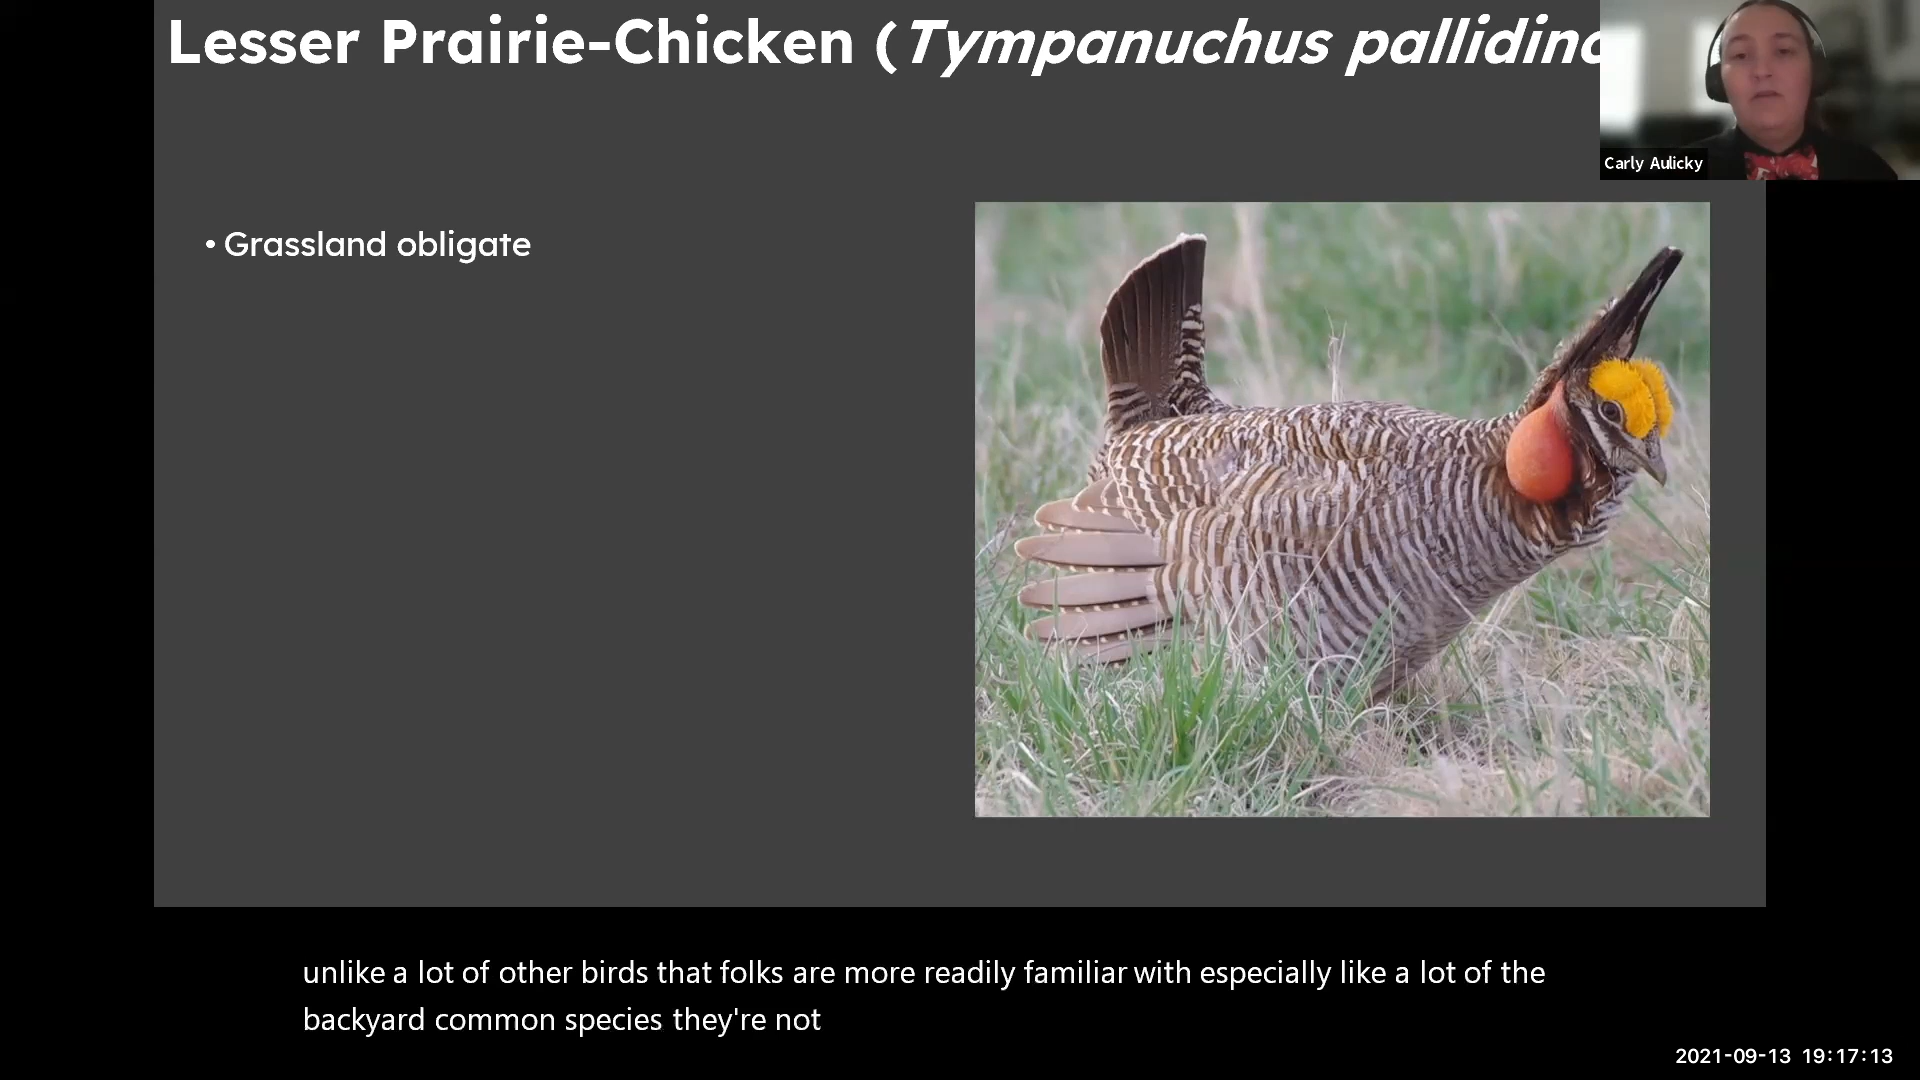 Lesser Prairie-Chicken (Tympanuchus pallidinc
Carly Aulicky
• Grassland obligate
unlike a lot of other birds that folks are more readily familiar with especially like a lot of the
backyard common species they're not
2021-09-13 19:17:13